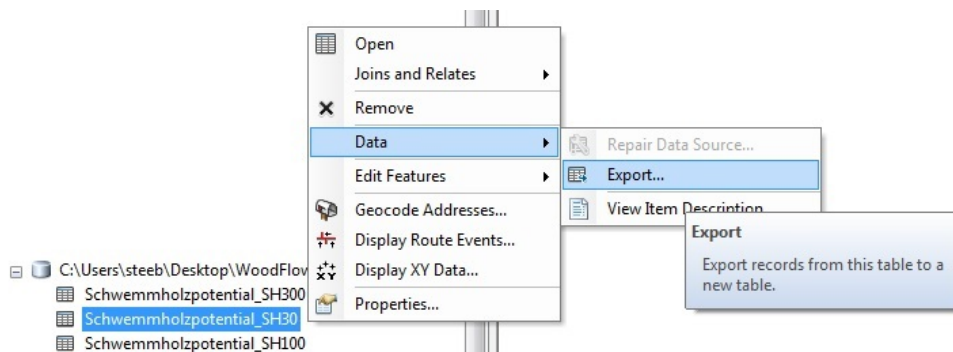 Open
Joins and Relates
Remove
Data
Repair Data Source...
Export...
View Item Description
Edit Features
Geocode Addresses...
Display Route Events...
Display XY Data...
Properties...
Export
Export records from this table to a
new table.
C:\Users\steeb\Desktop\WoodFlow
Schwemmholzpotential_SH300
Schwemmholzpotential_SH30
Schwemmholzpotential_SH100